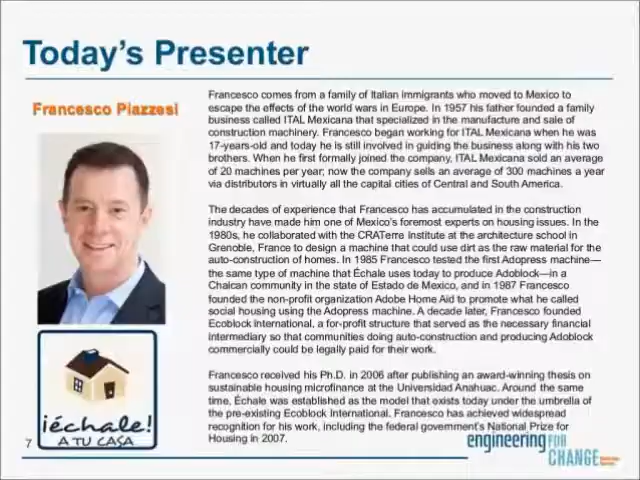 Today's Presenter
Francesco Piazzesi
Francesco comes from a family of Italian immigrants who moved to Mexico to
escape the effects of the world wars in Europe. In 1957 his father founded a family
business called ITAL Mexicana that specialized in the manufacture and sale of
construction machinery. Francesco began working for ITAL Mexicana when he was
17-years-old and today he is still involved in guiding the business along with his two
brothers. When he first formally joined the company, ITAL Mexicana sold an average
of 20 machines per year; now the company sells an average of 300 machines a year
via distributors in virtually all the capital cities of Central and South America.
The decades of experience that Francesco has accumulated in the construction
industry have made him one of Mexico's foremost experts on housing issues. In the
1980s, he collaborated with the CRATerre Institute at the architecture school in
Grenoble, France to design a machine that could use dirt as the raw material for the
auto-construction of homes. In 1985 Francesco tested the first Adopress machine—
the same type of machine that Échale uses today to produce Adoblock—in a
Chalcan community in the state of Estado de Mexico, and in 1987 Francesco
founded the non-profit organization Adobe Home Aid to promote what he called
social housing using the Adopress machine. A decade later, Francesco founded
Ecoblock International, a for-profit structure that served as the necessary financial
intermediary so that communities doing auto-construction and producing Adoblock
commercially could be legally paid for their work.
Francesco received his Ph.D. in 2006 after publishing an award-winning thesis on
sustainable housing microfinance at the Universidad Anahuac. Around the same
time, Échale was established as the model that exists today under the umbrella of
the pre-existing Ecoblock International. Francesco has achieved widespread
recognition for his work, including the federal government's National Prize for
Housing in 2007.
¡échale!
A TU CASA
7
engineering FOR
CHANGE